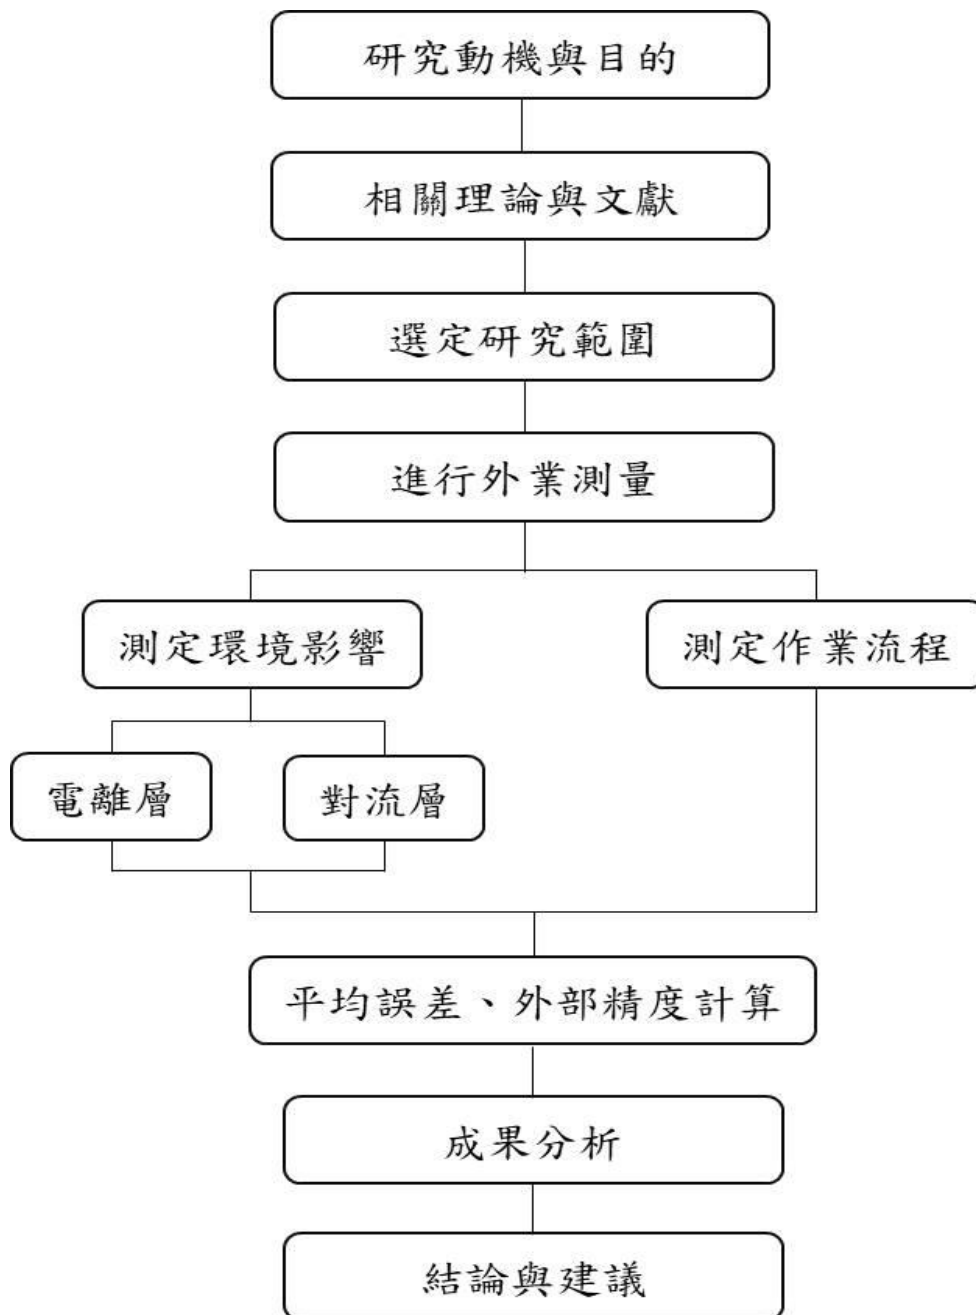 研究動機與目的
相關理論與文獻
選定研究範圍
進行外業測量
測定環境影響
測定作業流程
電離層
對流層
平均誤差、外部精度計算
成果分析
結論與建議